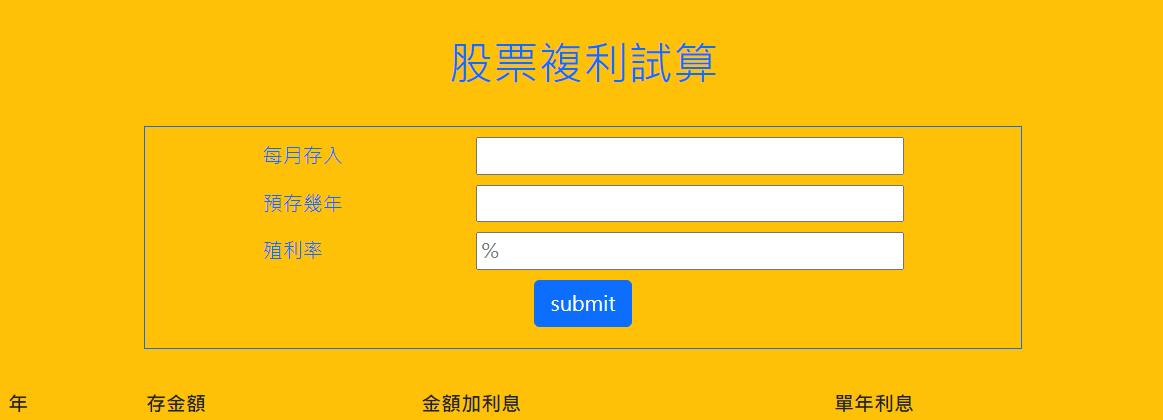 股票複利試算
每月存入
預存幾年
殖利率 %
submit
年 存金額 金額加利息 單年利息